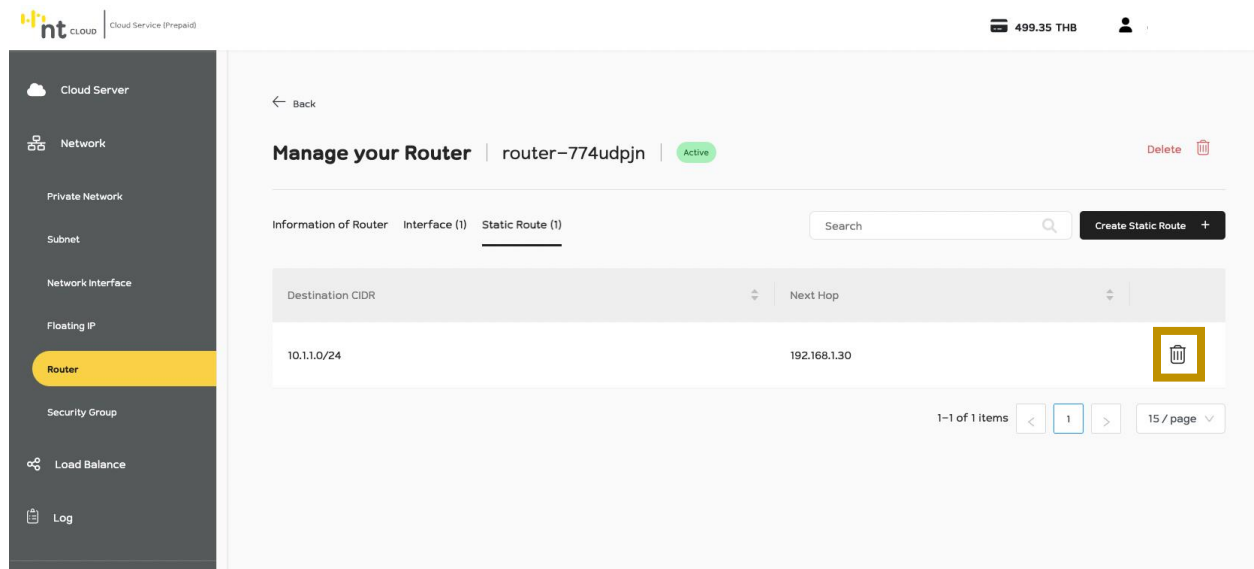 nt CLOUD Cloud Service (Prepaid)
499.35 THB
Cloud Server
Network
Private Network
Subnet
Network Interface
Floating IP
Router
Security Group
Load Balance
Log
Back
Manage your Router router-774udpjn Active
Delete
Information of Router Interface (1) Static Route (1)
Search
Create Static Route +
Destination CIDR Next Hop
10.1.1.0/24 192.168.1.30
1-1 of 1 items < 1 > 15 / page